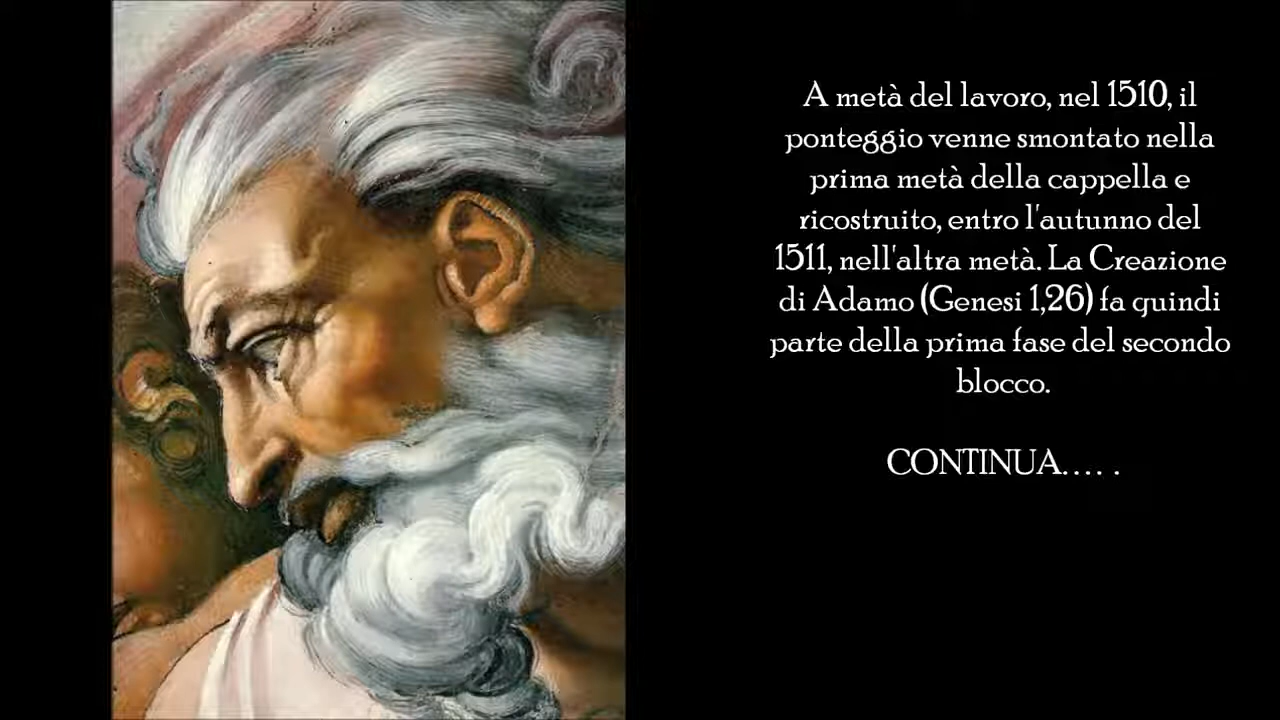 A metà del lavoro, nel 1510, il
ponteggio venne smontato nella
prima metà della cappella e
ricostruito, entro l'autunno del
1511, nell'altra metà. La Creazione
di Adamo (Genesi 1,26) fa quindi
parte della prima fase del secondo
blocco.
CONTINUA.... .